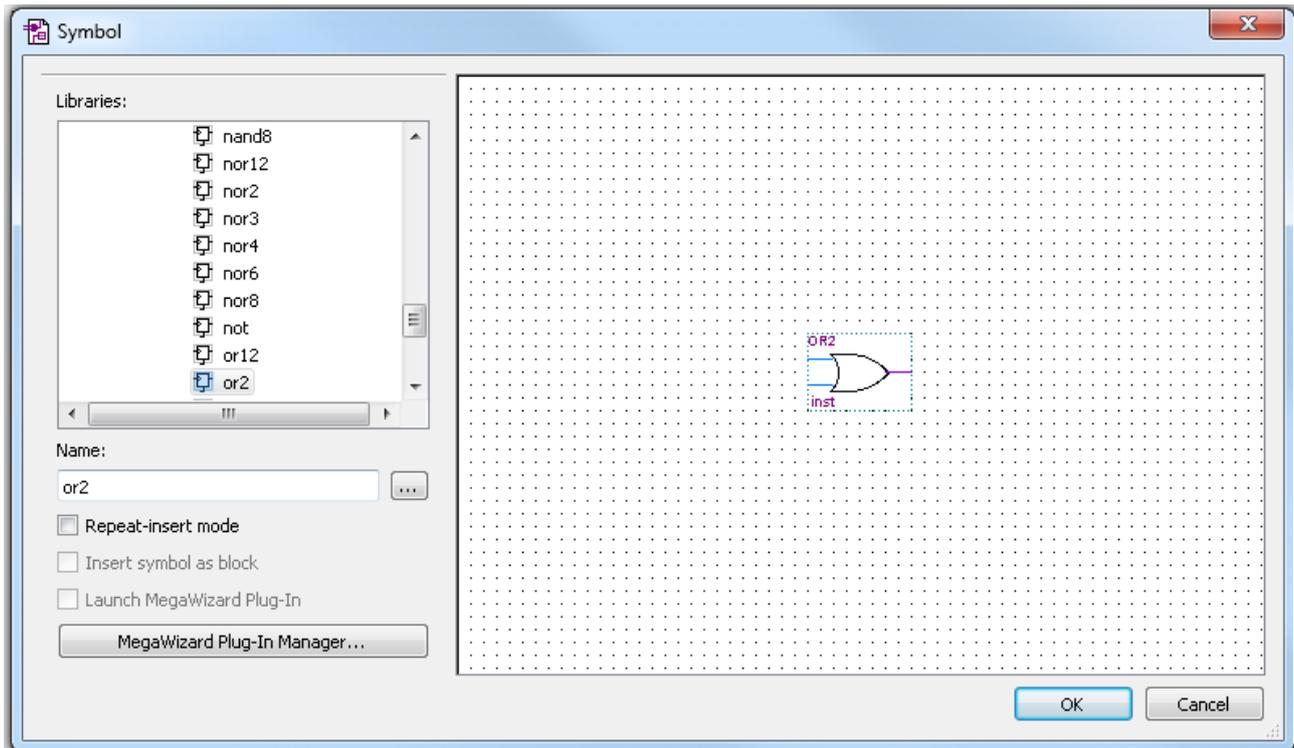 Symbol
X
Libraries:
nand8
nor12
nor2
nor3
nor4
nor6
nor8
not
or12
or2
Name:
or2
...
Repeat-insert mode
Insert symbol as block
Launch MegaWizard Plug-In
MegaWizard Plug-In Manager...
OR2
inst
OK
Cancel